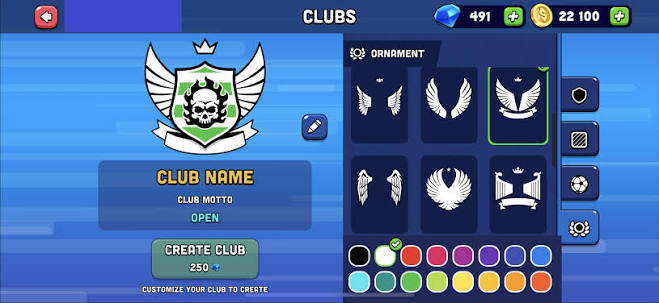 CLUBS
491
22 100
ORNAMENT
CLUB NAME
CLUB MOTTO
OPEN
CREATE CLUB
250
CUSTOMIZE YOUR CLUB TO CREATE